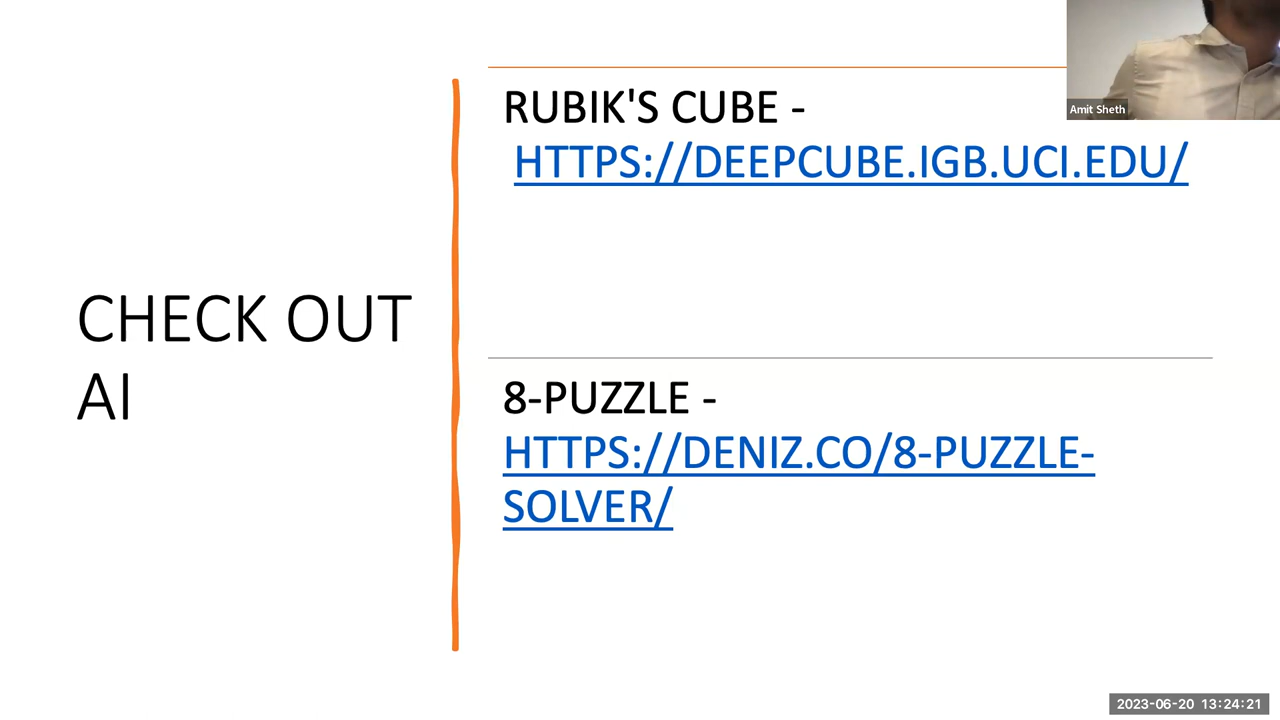 CHECK OUT
AI
RUBIK'S CUBE -
HTTPS://DEEPCUBE.IGB.UCI.EDU/
8-PUZZLE -
HTTPS://DENIZ.CO/8-PUZZLE-
SOLVER/
Amit Sheth
2023-06-20 13:24:21